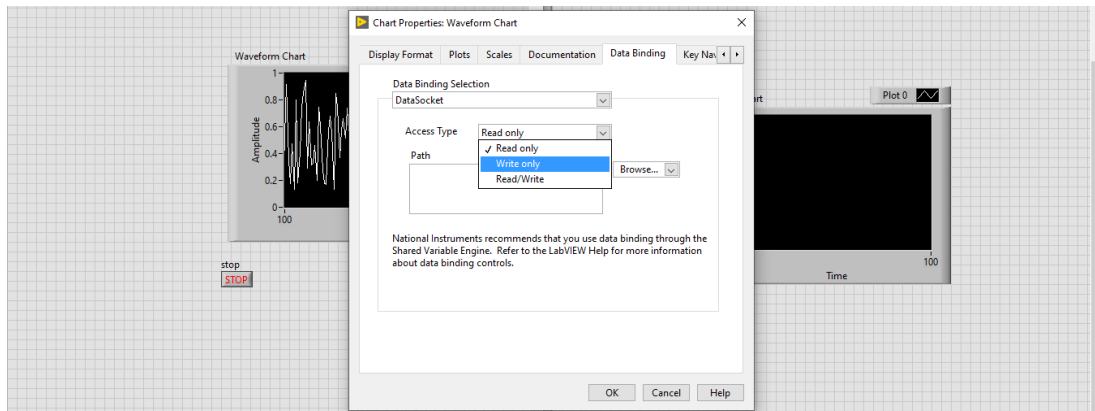 Chart Properties: Waveform Chart
Display Format Plots Scales Documentation Data Binding Key Nav
Data Binding Selection
DataSocket
Access Type Read only
Read only
Write only
Read/Write
Path
Browse...
National Instruments recommends that you use data binding through the
Shared Variable Engine. Refer to the LabVIEW Help for more information
about data binding controls.
OK Cancel Help
Waveform Chart
Amplitude
1
0.8
0.6
0.4
0.2
0
100
stop
STOP
Plot 0
100
Time